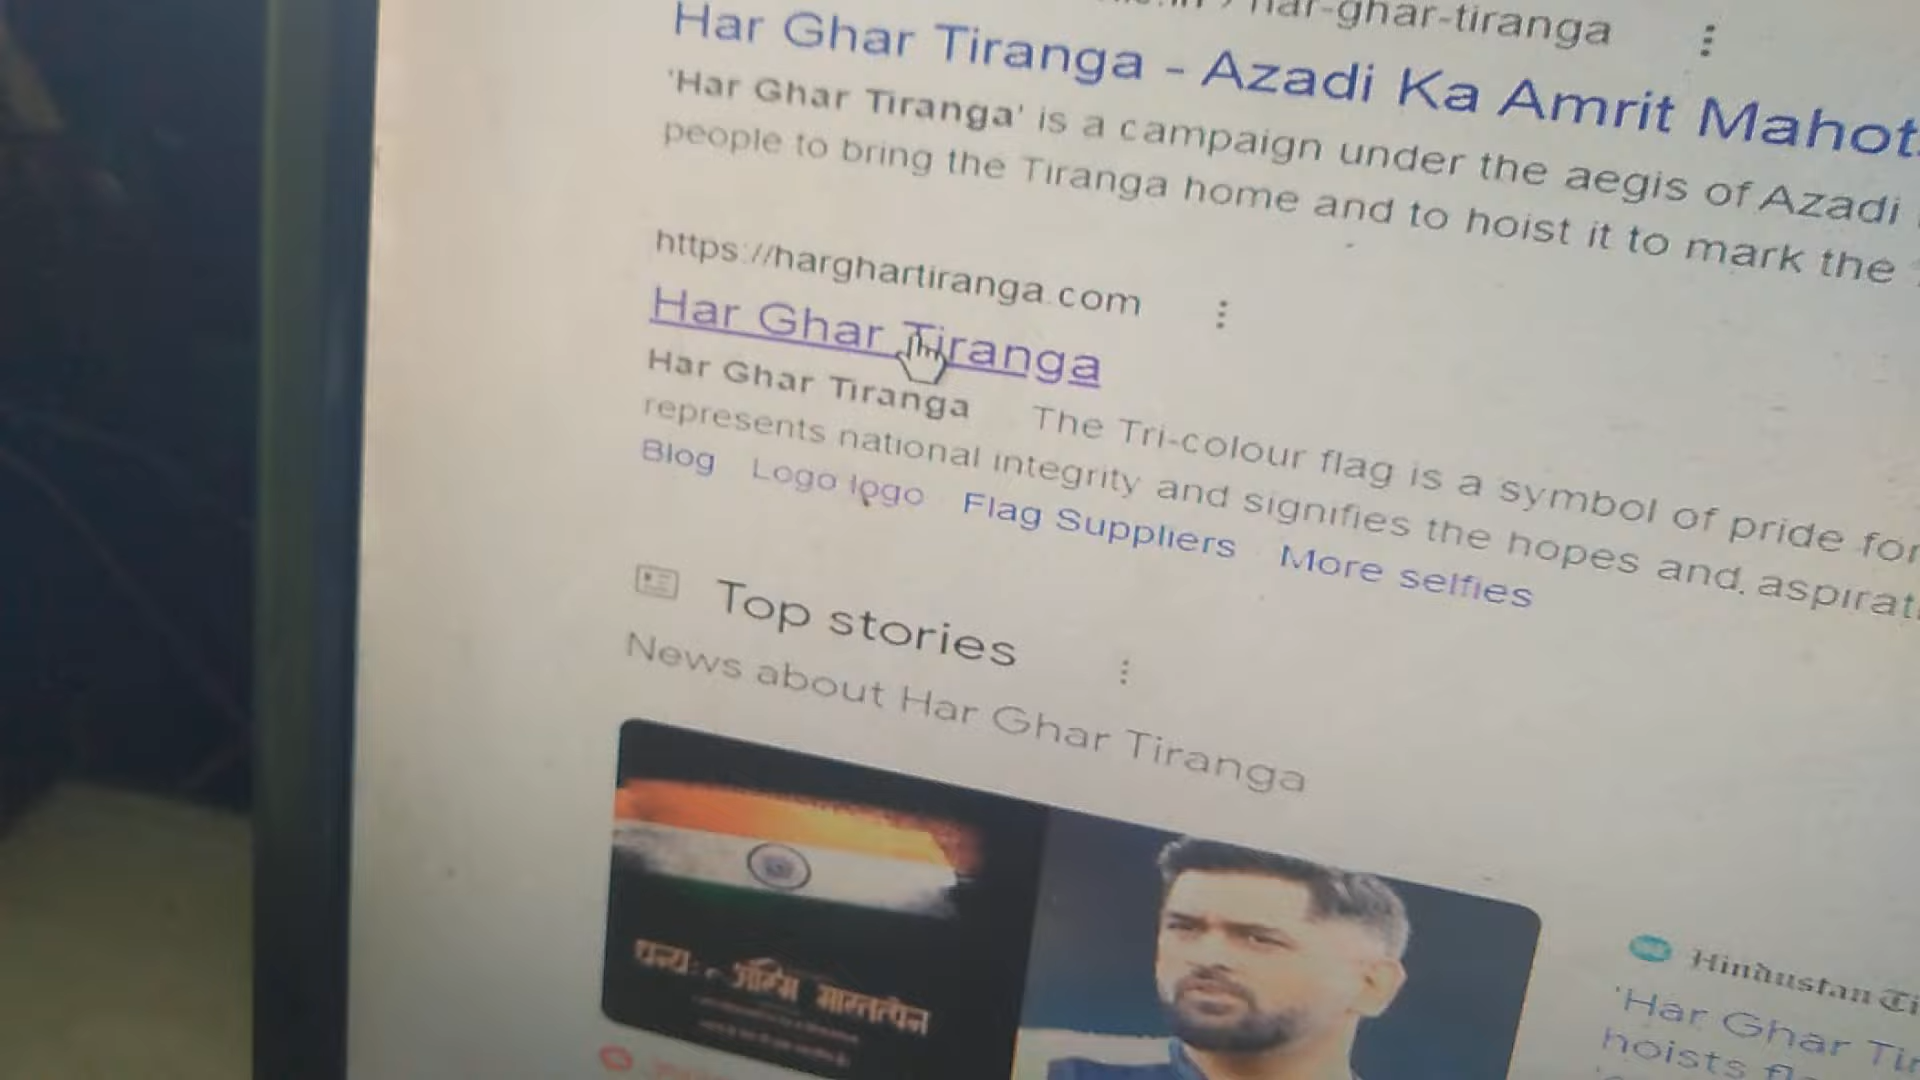 har-ghar-tiranga
Har Ghar Tiranga - Azadi Ka Amrit Mahot
'Har Ghar Tiranga' is a campaign under the aegis of Azadi
people to bring the Tiranga home and to hoist it to mark the
https://harghartiranga.com
Har Ghar Tiranga
Har Ghar Tiranga The Tri-colour flag is a symbol of pride for
represents national integrity and signifies the hopes and aspirat
Blog Logo logo Flag Suppliers More selfies
Top stories
News about Har Ghar Tiranga
Hindustan Ti
'Har Ghar Tir
hoists